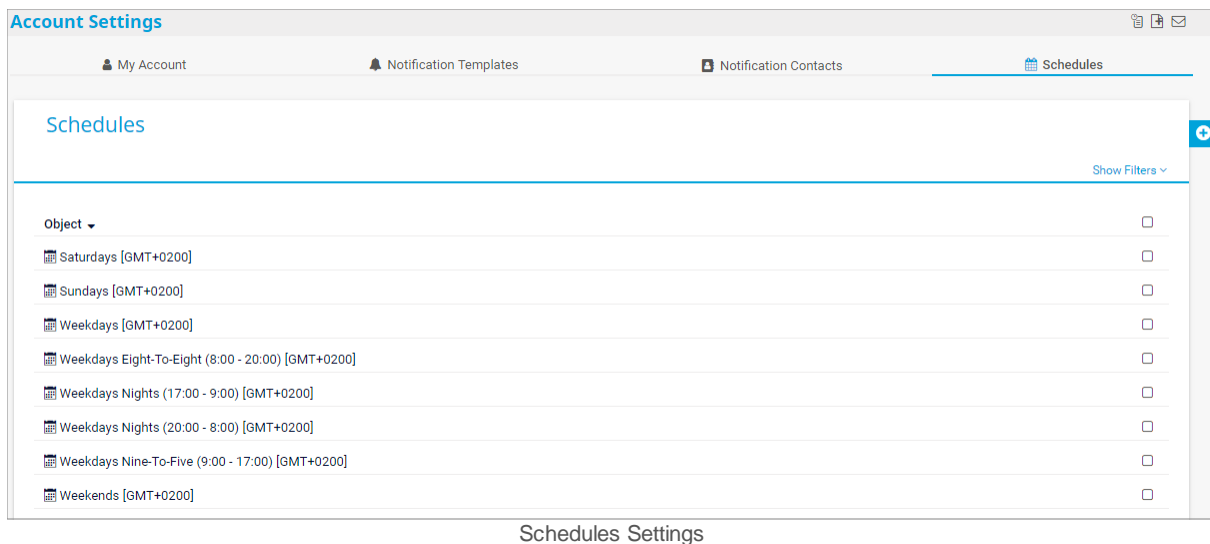 Account Settings
My Account
Notification Templates
Notification Contacts
Schedules
Schedules
Show Filters
Object
Saturdays [GMT+0200]
Sundays [GMT+0200]
Weekdays [GMT+0200]
Weekdays Eight-To-Eight (8:00 - 20:00) [GMT+0200]
Weekdays Nights (17:00 - 9:00) [GMT+0200]
Weekdays Nights (20:00 - 8:00) [GMT+0200]
Weekdays Nine-To-Five (9:00 - 17:00) [GMT+0200]
Weekends [GMT+0200]
Schedules Settings